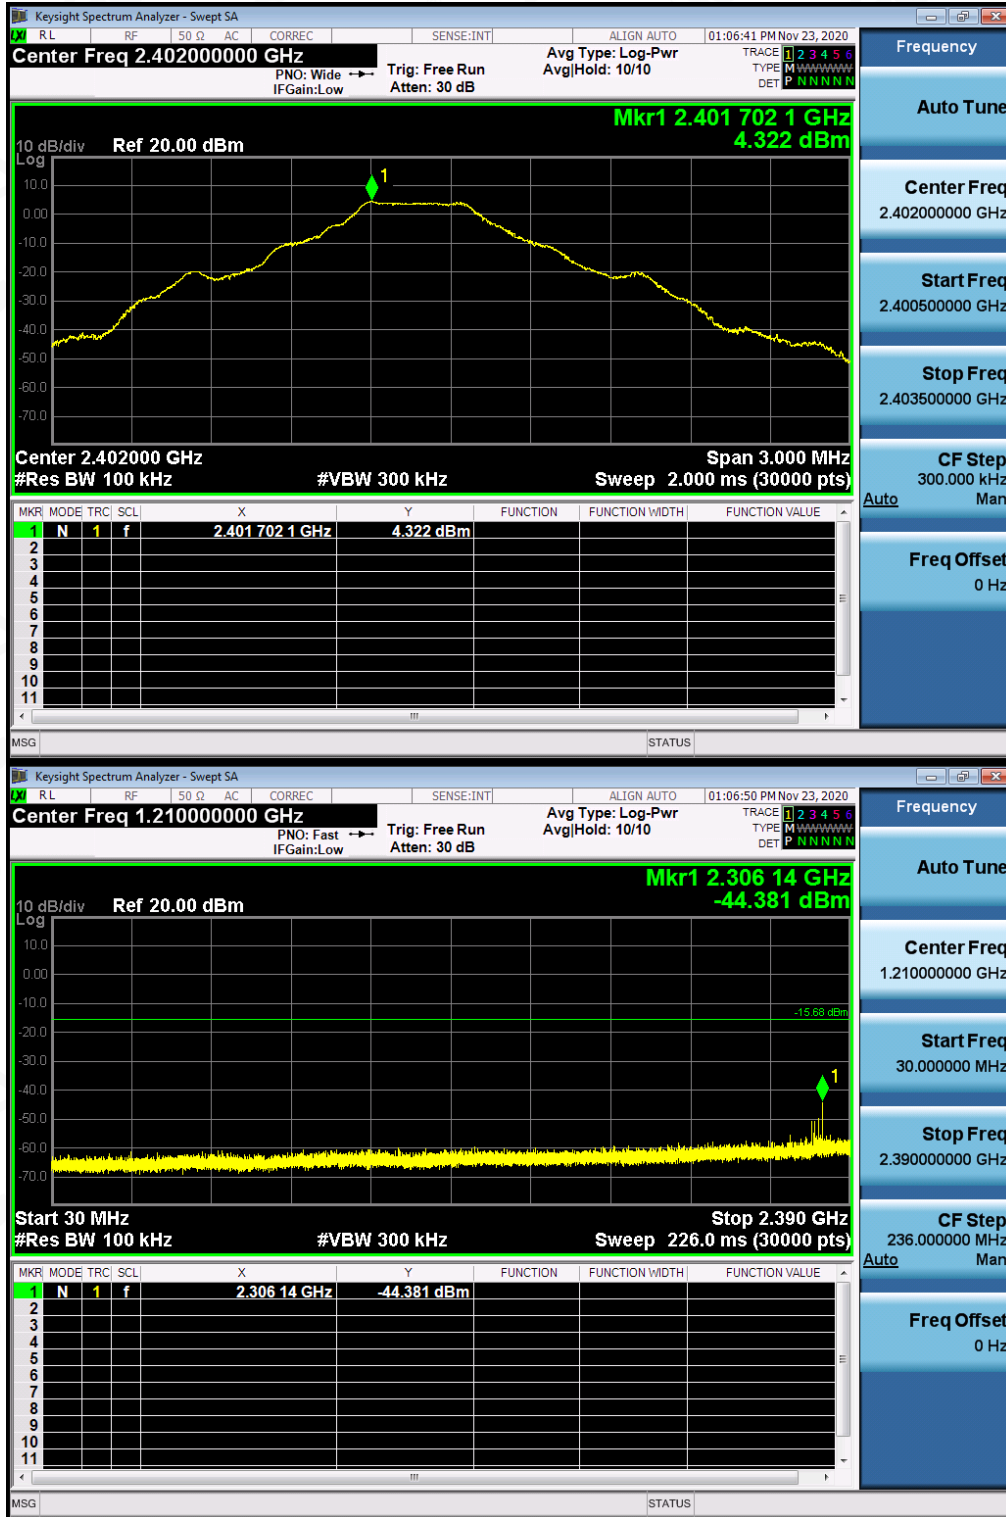 Keysight Spectrum Analyzer - Swept SA
LXI RL RF 50 Ω AC CORREC SENSE:INT ALIGN AUTO 01:06:41 PM Nov 23, 2020
Center Freq 2.402000000 GHz
PNO: Wide
IFGain:Low
Trig: Free Run
Atten: 30 dB
Avg Type: Log-Pwr
Avg|Hold: 10/10
TRACE 1 2 3 4 5 6
TYPE M WWWWW
DET P N N N N N
Mkr1 2.401 702 1 GHz
4.322 dBm
10 dB/div Ref 20.00 dBm
Log
10.0
0.00
-10.0
-20.0
-30.0
-40.0
-50.0
-60.0
-70.0
1
Center 2.402000 GHz Span 3.000 MHz
#Res BW 100 kHz #VBW 300 kHz Sweep 2.000 ms (30000 pts)
MKR MODE TRC SCL X Y FUNCTION FUNCTION WIDTH FUNCTION VALUE
1 N 1 f 2.401 702 1 GHz 4.322 dBm
2
3
4
5
6
7
8
9
10
11
MSG STATUS
Frequency
Auto Tune
Center Freq
2.402000000 GHz
Start Freq
2.400500000 GHz
Stop Freq
2.403500000 GHz
CF Step
300.000 kHz
Auto Man
Freq Offset
0 Hz
Keysight Spectrum Analyzer - Swept SA
LXI RL RF 50 Ω AC CORREC SENSE:INT ALIGN AUTO 01:06:50 PM Nov 23, 2020
Center Freq 1.210000000 GHz
PNO: Fast
IFGain:Low
Trig: Free Run
Atten: 30 dB
Avg Type: Log-Pwr
Avg|Hold: 10/10
TRACE 1 2 3 4 5 6
TYPE M WWWWW
DET P N N N N N
Mkr1 2.306 14 GHz
-44.381 dBm
10 dB/div Ref 20.00 dBm
Log
10.0
0.00
-10.0
-20.0
-30.0
-40.0
-50.0
-60.0
-70.0
-15.68 dBm
1
Start 30 MHz Stop 2.390 GHz
#Res BW 100 kHz #VBW 300 kHz Sweep 226.0 ms (30000 pts)
MKR MODE TRC SCL X Y FUNCTION FUNCTION WIDTH FUNCTION VALUE
1 N 1 f 2.306 14 GHz -44.381 dBm
2
3
4
5
6
7
8
9
10
11
MSG STATUS
Frequency
Auto Tune
Center Freq
1.210000000 GHz
Start Freq
30.000000 MHz
Stop Freq
2.390000000 GHz
CF Step
236.000000 MHz
Auto Man
Freq Offset
0 Hz